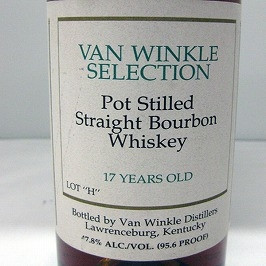 VAN WINKLE
SELECTION
Pot Stilled
Straight Bourbon
Whiskey
17 YEARS OLD
LOT "H"
Bottled by Van Winkle Distillers
Lawrenceburg, Kentucky
47.8% ALC./VOL. (95.6 PROOF)